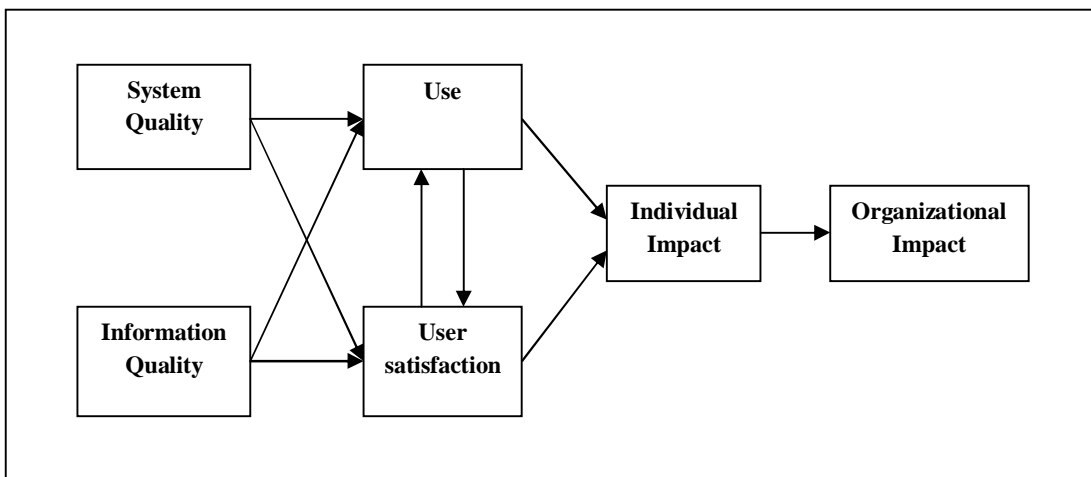 System
Quality
Use
Individual
Impact
Organizational
Impact
Information
Quality
User
satisfaction